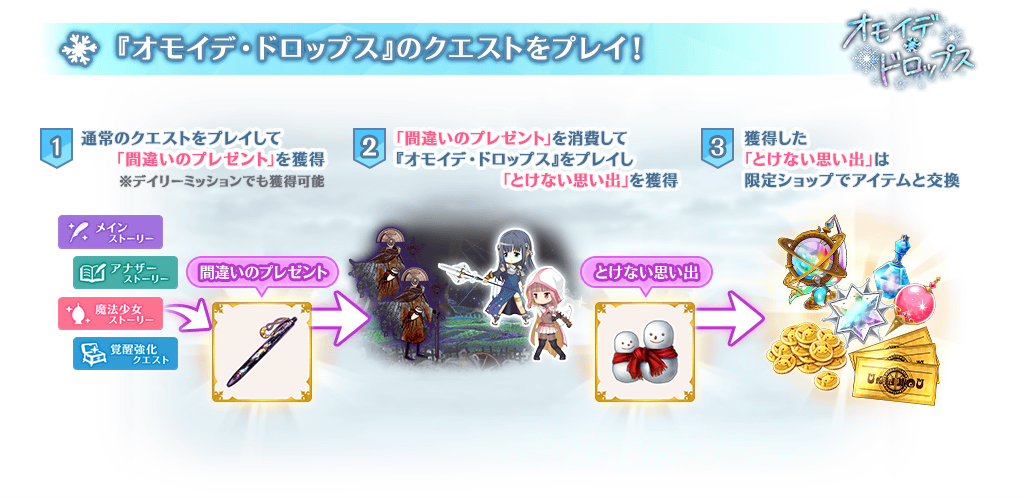 『オモイデ・ドロップス』のクエストをプレイ！
オモイデ
ドロップス
1
通常のクエストをプレイして
「間違いのプレゼント」を獲得
※デイリーミッションでも獲得可能
2
「間違いのプレゼント」を消費して
『オモイデ・ドロップス』をプレイし
「とけない思い出」を獲得
3
獲得した
「とけない思い出」は
限定ショップでアイテムと交換
メイン
ストーリー
アナザー
ストーリー
魔法少女
ストーリー
覚醒強化
クエスト
間違いのプレゼント
とけない思い出